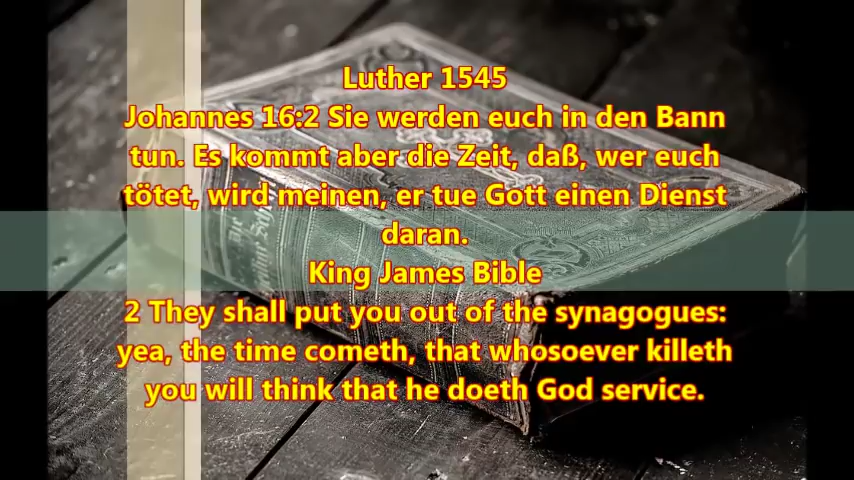 Luther 1545
Johannes 16:2 Sie werden euch in den Bann
tun. Es kommt aber die Zeit, daß, wer euch
tötet, wird meinen, er tue Gott einen Dienst
daran.
King James Bible
2 They shall put you out of the synagogues:
yea, the time cometh, that whosoever killeth
you will think that he doeth God service.